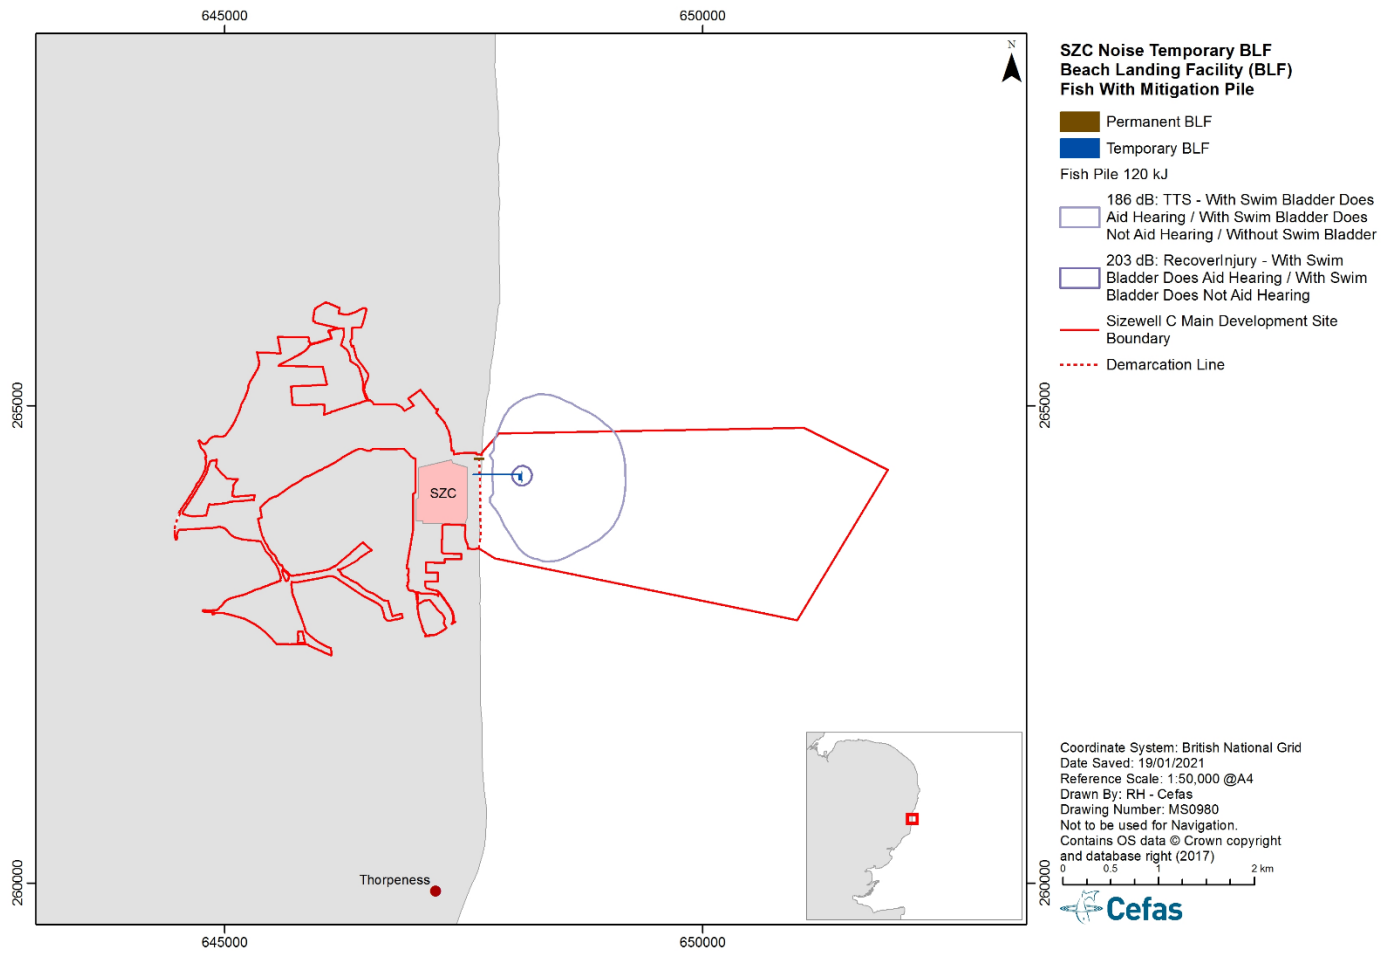 645000
650000
N
SZC Noise Temporary BLF
Beach Landing Facility (BLF)
Fish With Mitigation Pile
Permanent BLF
Temporary BLF
Fish Pile 120 kJ
186 dB: TTS - With Swim Bladder Does
Aid Hearing / With Swim Bladder Does
Not Aid Hearing / Without Swim Bladder
203 dB: RecoverInjury - With Swim
Bladder Does Aid Hearing / With Swim
Bladder Does Not Aid Hearing
Sizewell C Main Development Site
Boundary
Demarcation Line
265000
265000
SZC
Thorpeness
260000
260000
Coordinate System: British National Grid
Date Saved: 19/01/2021
Reference Scale: 1:50,000 @A4
Drawn By: RH - Cefas
Drawing Number: MS0980
Not to be used for Navigation.
Contains OS data © Crown copyright
and database right (2017)
0 0.5 1 2 km
Cefas
645000
650000